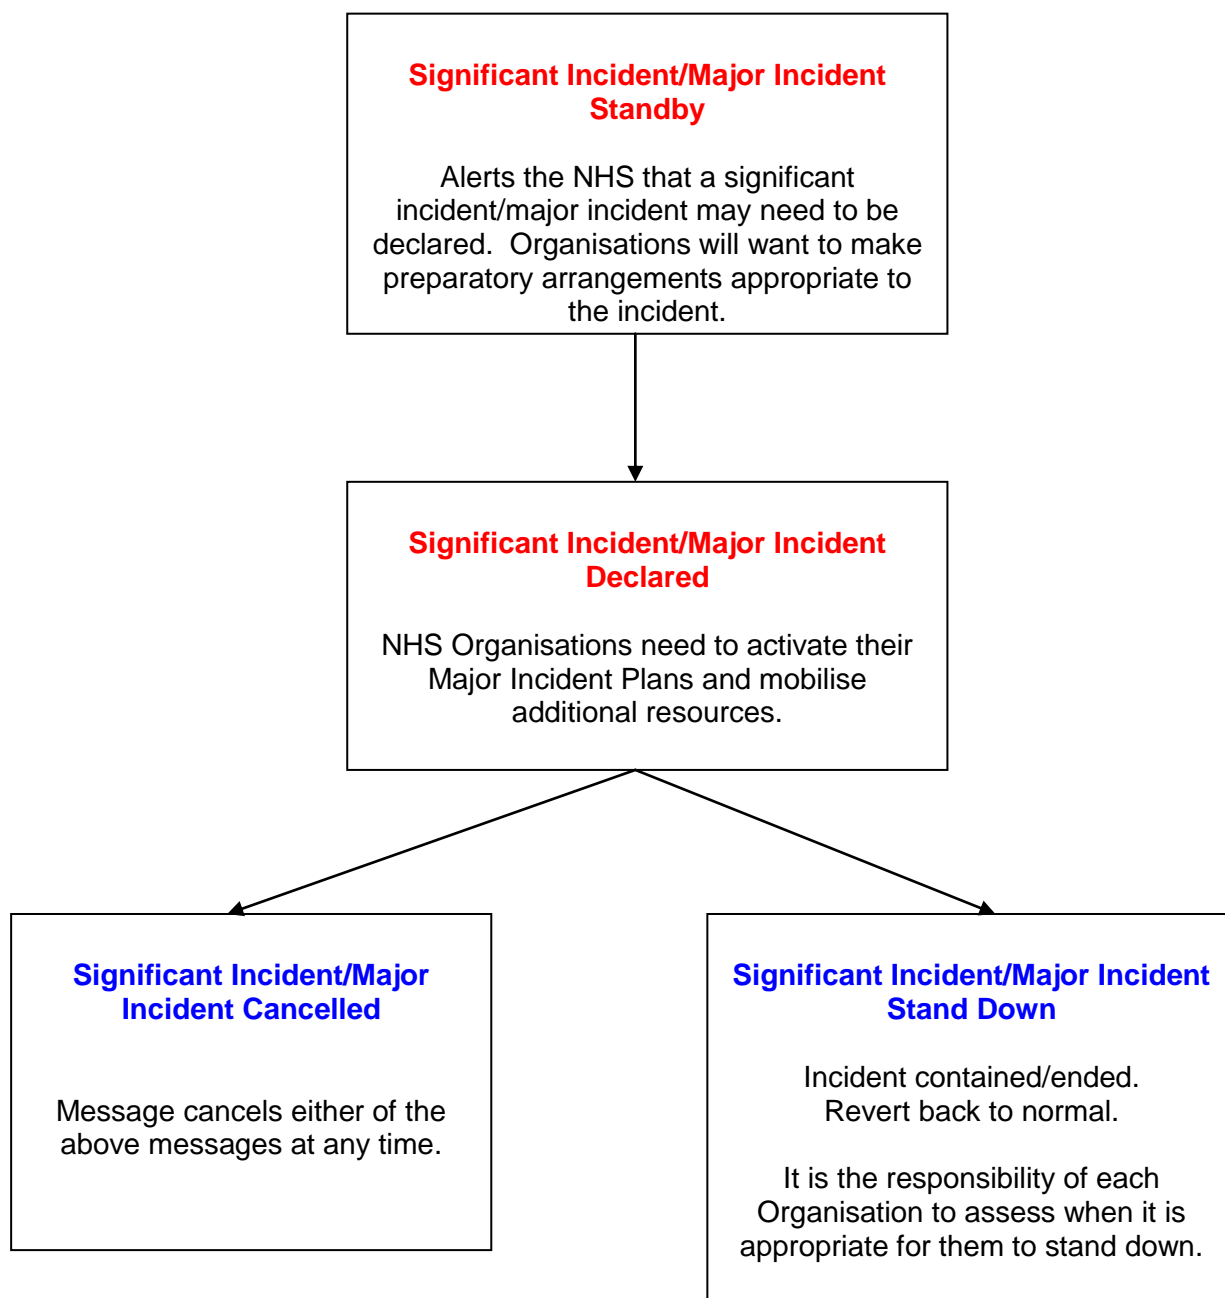 Significant Incident/Major Incident
Standby
Alerts the NHS that a significant
incident/major incident may need to be
declared.  Organisations will want to make
preparatory arrangements appropriate to
the incident.
Significant Incident/Major Incident
Declared
NHS Organisations need to activate their
Major Incident Plans and mobilise
additional resources.
Significant Incident/Major
Incident Cancelled
Message cancels either of the
above messages at any time.
Significant Incident/Major Incident
Stand Down
Incident contained/ended.
Revert back to normal.
It is the responsibility of each
Organisation to assess when it is
appropriate for them to stand down.